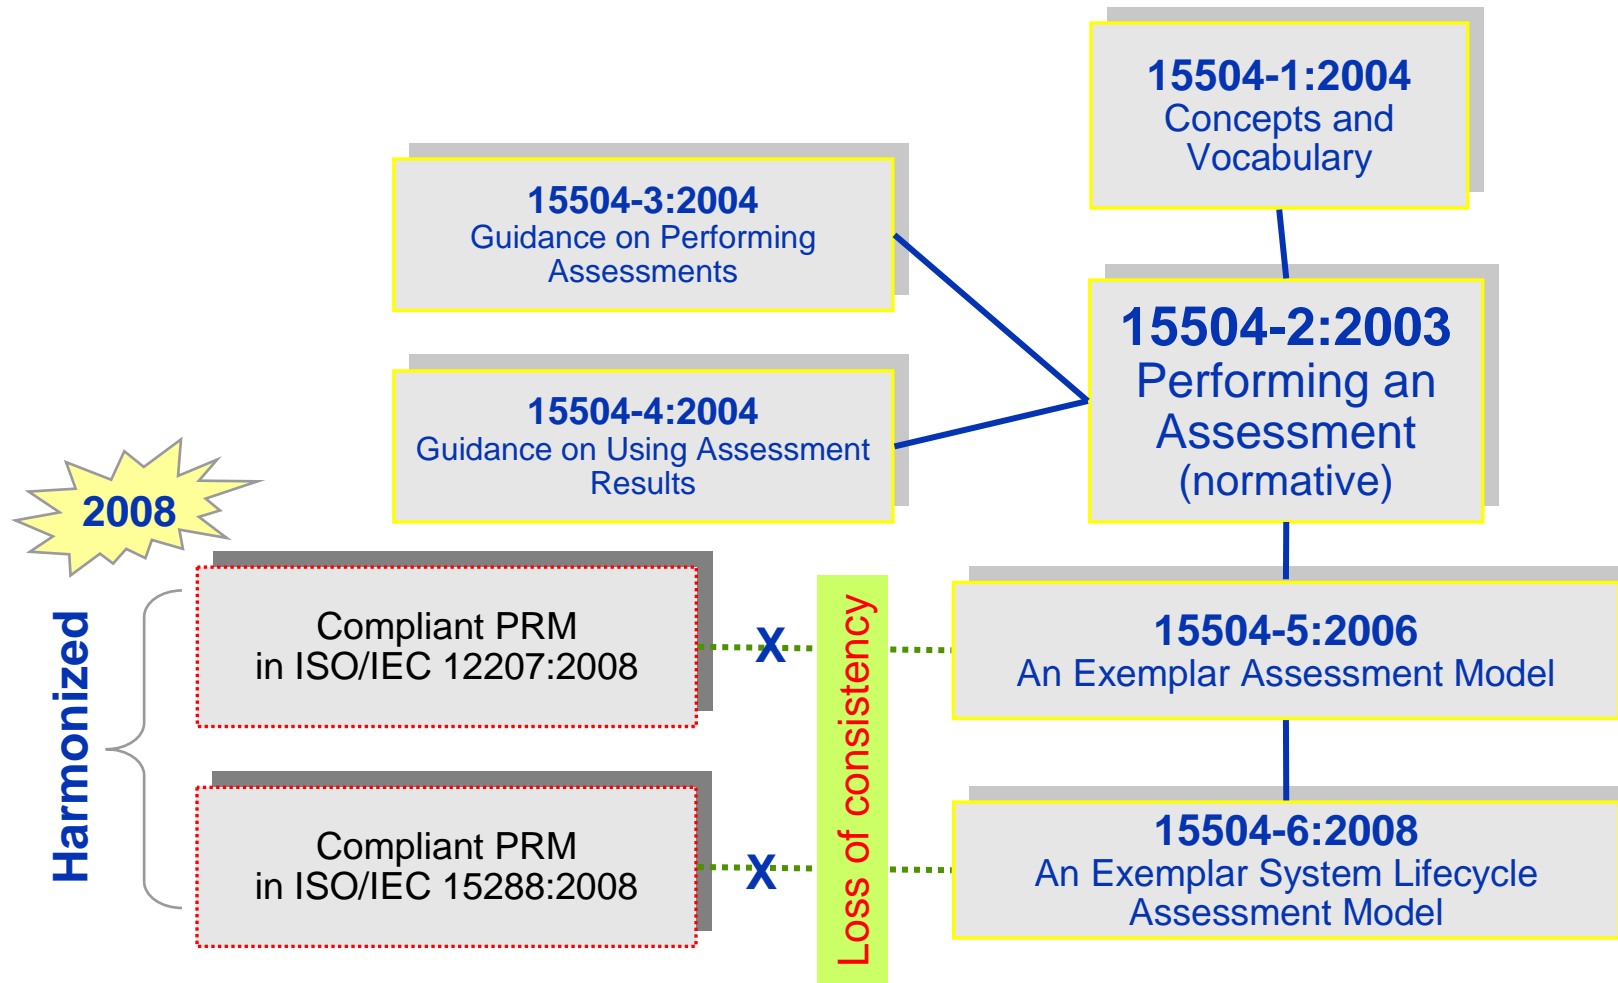 15504-1:2004
Concepts and
Vocabulary
15504-3:2004
Guidance on Performing
Assessments
15504-2:2003
Performing an
Assessment
(normative)
15504-4:2004
Guidance on Using Assessment
Results
2008
Harmonized
Compliant PRM
in ISO/IEC 12207:2008
X
Loss of consistency
15504-5:2006
An Exemplar Assessment Model
Compliant PRM
in ISO/IEC 15288:2008
X
15504-6:2008
An Exemplar System Lifecycle
Assessment Model